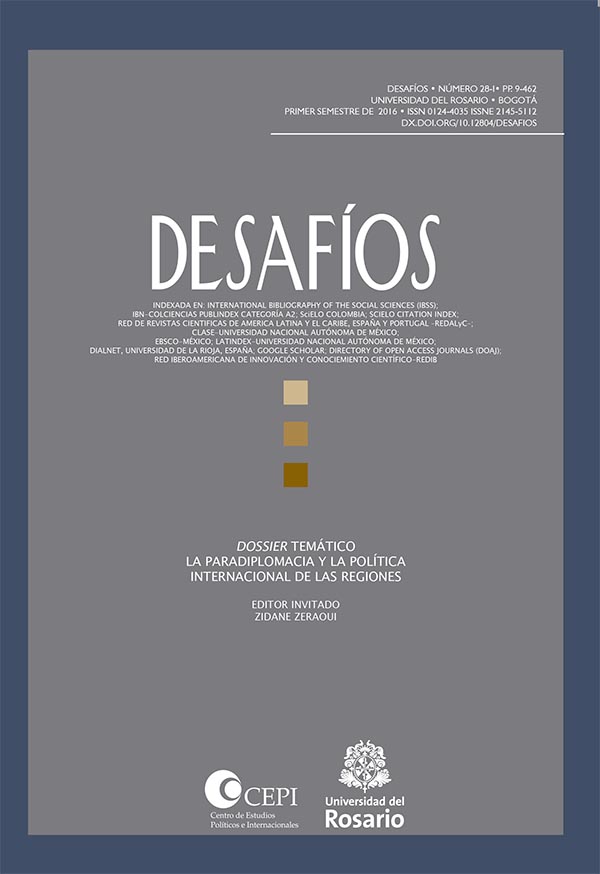 DESAFÍOS • NÚMERO 28-I • PP. 9-462
UNIVERSIDAD DEL ROSARIO • BOGOTÁ
PRIMER SEMESTRE DE 2016 • ISSN 0124-4035 ISSNE 2145-5112
DX.DOI.ORG/10.12804/DESAFIOS
DESAFÍOS
INDEXADA EN: INTERNATIONAL BIBLIOGRAPHY OF THE SOCIAL SCIENCES (IBSS);
IBN-COLCIENCIAS PUBLINDEX CATEGORÍA A2; SciELO COLOMBIA; SCIELO CITATION INDEX;
RED DE REVISTAS CIENTIFICAS DE AMERICA LATINA Y EL CARIBE, ESPAÑA Y PORTUGAL -REDALyC-;
CLASE-UNIVERSIDAD NACIONAL AUTÓNOMA DE MÉXICO;
EBSCO-MÉXICO; LATINDEX-UNIVERSIDAD NACIONAL AUTÓNOMA DE MÉXICO;
DIALNET, UNIVERSIDAD DE LA RIOJA, ESPAÑA; GOOGLE SCHOLAR; DIRECTORY OF OPEN ACCESS JOURNALS (DOAJ);
RED IBEROAMERICANA DE INNOVACIÓN Y CONOCIEMIENTO CIENTÍFICO-REDIB
DOSSIER TEMÁTICO
LA PARADIPLOMACIA Y LA POLÍTICA
INTERNACIONAL DE LAS REGIONES
EDITOR INVITADO
ZIDANE ZERAOUI
CEPI
Centro de Estudios
Políticos e Internacionales
Universidad del
Rosario